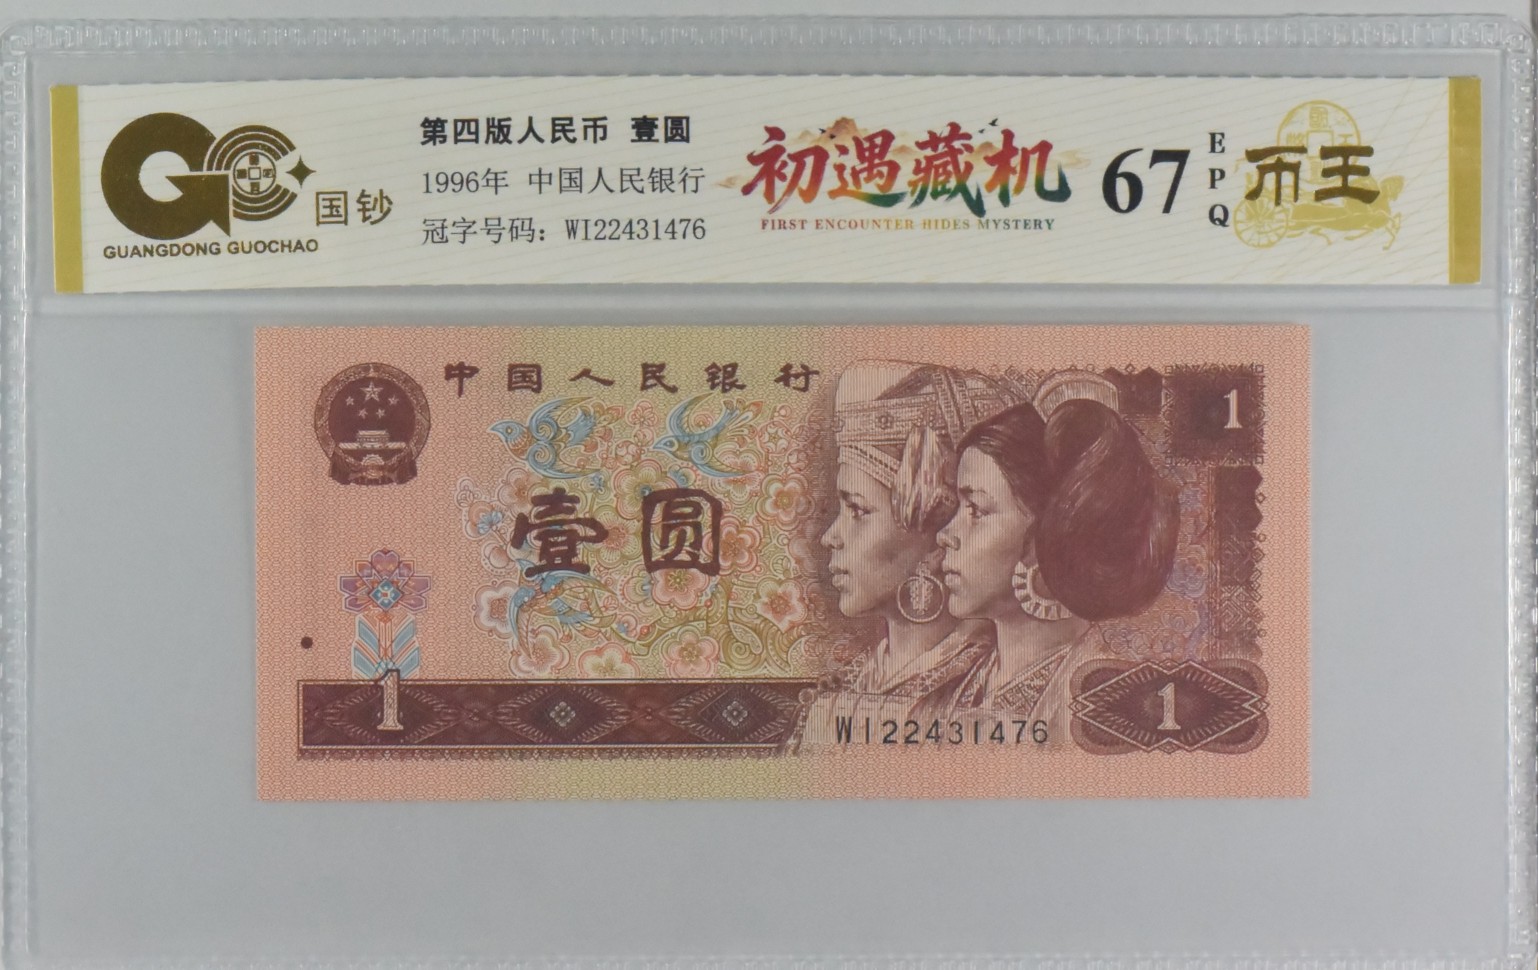 国钞
GUANGDONG GUOCHAO
第四版人民币 壹圆
1996年 中国人民银行
冠字号码：WI22431476
初遇藏机
FIRST ENCOUNTER HIDES MYSTERY
67
EPQ
币王
中国人民银行
1
壹圆
1
WI22431476
1